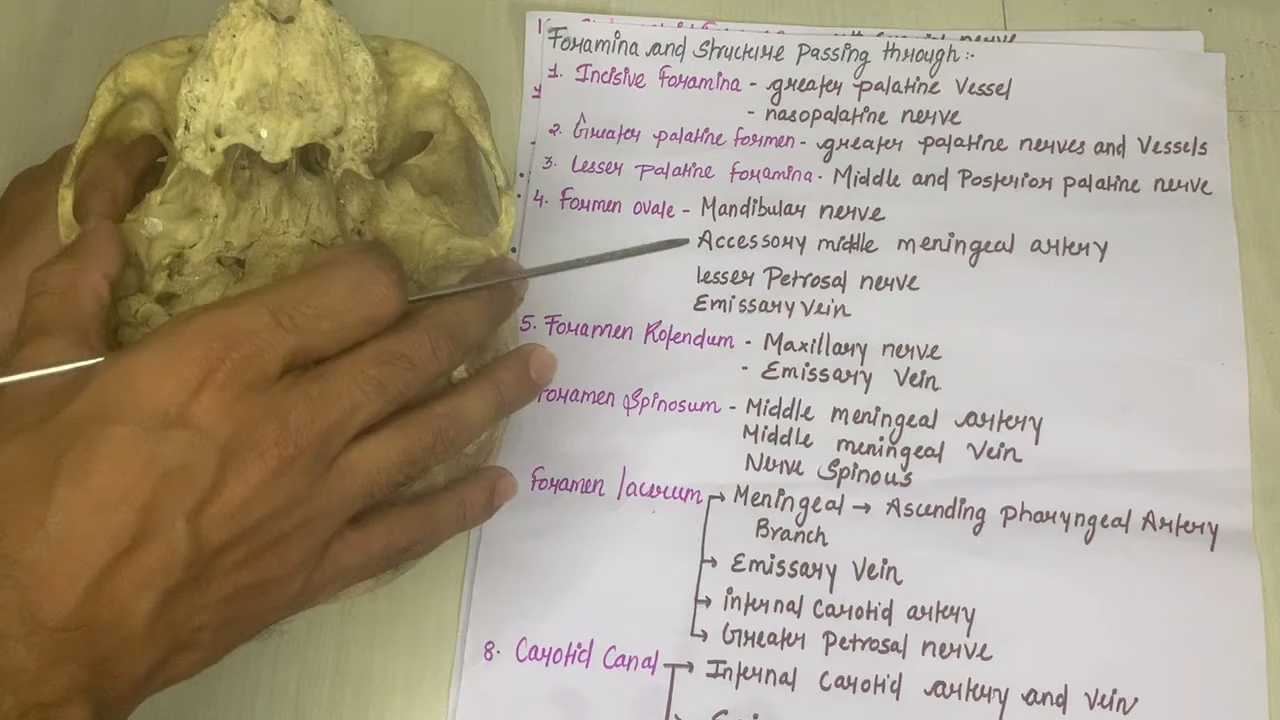 Foramina and structure passing through:-
1. Incisive foramina - greater palatine Vessel
- nasopalatine nerve
2. Greater palatine formen - greater palatine nerves and Vessels
3. Lesser palatine foramina - Middle and Posterior palatine nerve
4. Formen ovale - Mandibular nerve
Accessory middle meningeal artery
lesser Petrosal nerve
Emissary vein
5. Foramen Rotendum - Maxillary nerve
- Emissary Vein
Foramen Spinosum - Middle meningeal artery
Middle meningeal Vein
Nerve Spinous
Foramen lacerum → Meningeal → Ascending pharyngeal Artery
Branch
→ Emissary Vein
→ internal Carotid artery
→ Greater Petrosal nerve
8. Carotid Canal → Internal Carotid artery and Vein